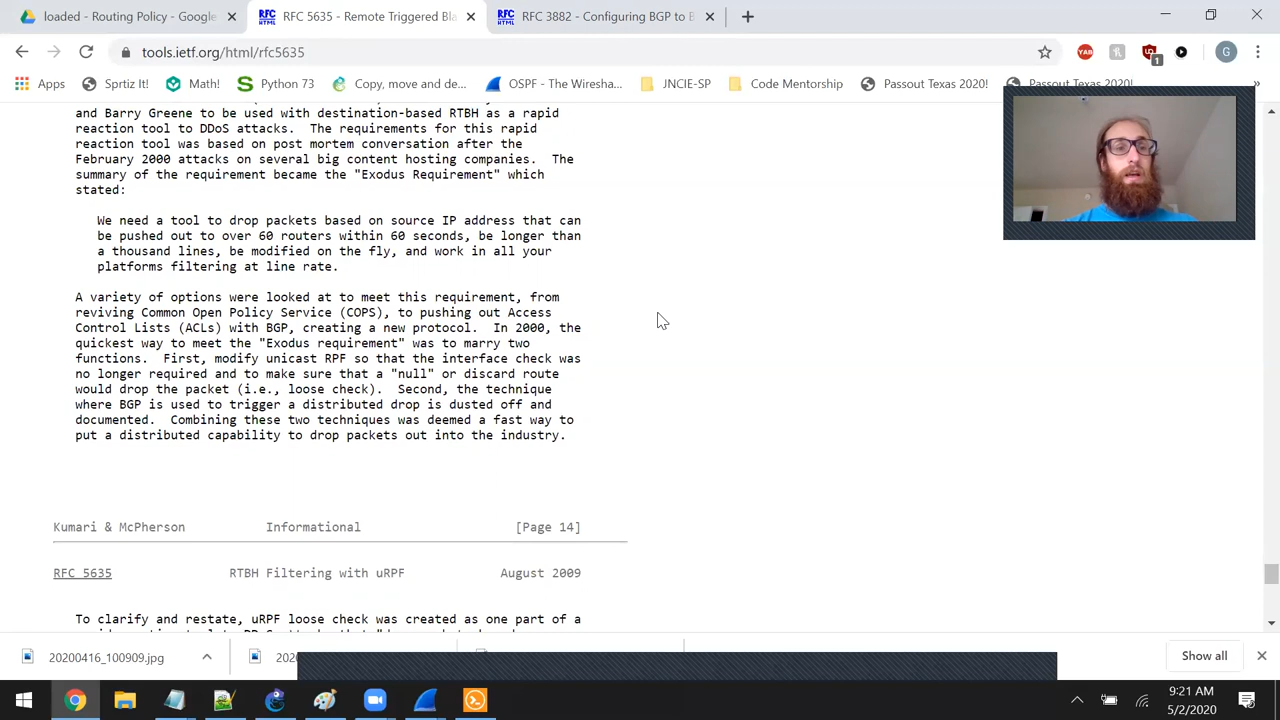 loaded - Routing Policy - Google
RFC 5635 - Remote Triggered Bla
RFC 3882 - Configuring BGP to I
tools.ietf.org/html/rfc5635
YAB
1
G
Apps
Sprtiz It!
Math!
Python 73
Copy, move and de...
OSPF - The Wiresha...
JNCIE-SP
Code Mentorship
Passout Texas 2020!
Passout Texas 2020!
»
and Barry Greene to be used with destination-based RTBH as a rapid
reaction tool to DDoS attacks.  The requirements for this rapid
reaction tool was based on post mortem conversation after the
February 2000 attacks on several big content hosting companies.  The
summary of the requirement became the "Exodus Requirement" which
stated:
We need a tool to drop packets based on source IP address that can
be pushed out to over 60 routers within 60 seconds, be longer than
a thousand lines, be modified on the fly, and work in all your
platforms filtering at line rate.
A variety of options were looked at to meet this requirement, from
reviving Common Open Policy Service (COPS), to pushing out Access
Control Lists (ACLs) with BGP, creating a new protocol.  In 2000, the
quickest way to meet the "Exodus requirement" was to marry two
functions.  First, modify unicast RPF so that the interface check was
no longer required and to make sure that a "null" or discard route
would drop the packet (i.e., loose check).  Second, the technique
where BGP is used to trigger a distributed drop is dusted off and
documented.  Combining these two techniques was deemed a fast way to
put a distributed capability to drop packets out into the industry.
Kumari & McPherson Informational [Page 14]
RFC 5635 RTBH Filtering with uRPF August 2009
To clarify and restate, uRPF loose check was created as one part of a
20200416_100909.jpg
Show all
9:21 AM
5/2/2020